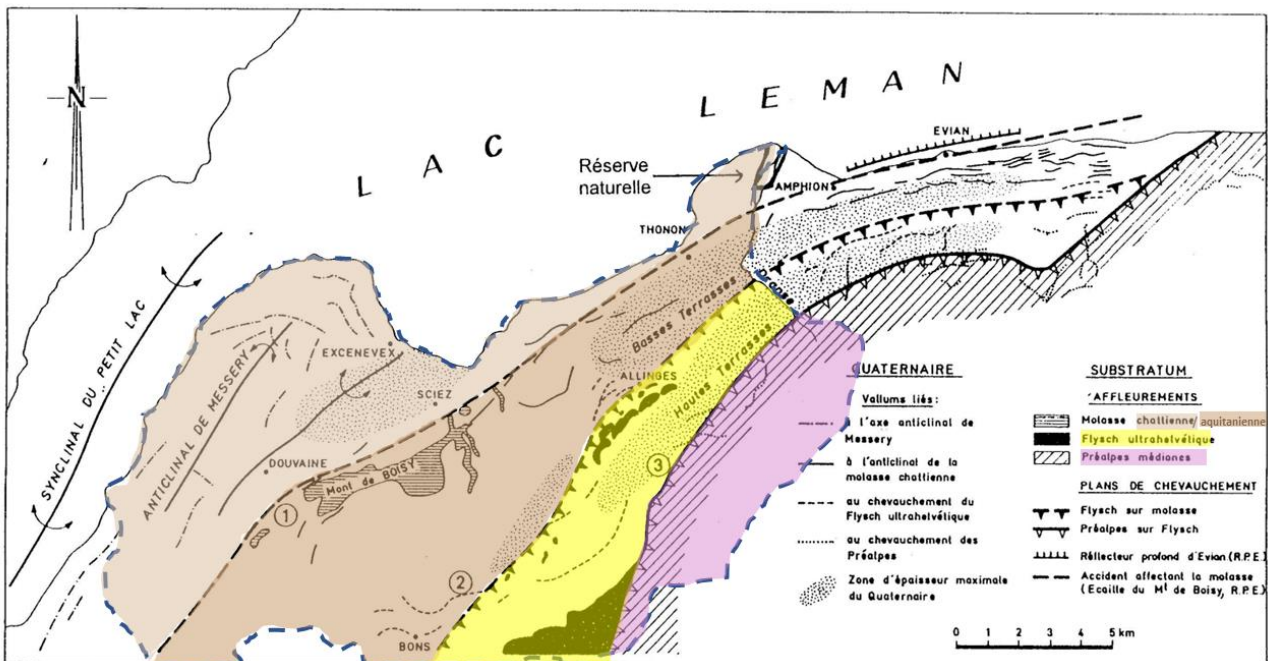 N
L A C
L E M A N
EVIAN
Réserve
naturelle
AMPHION
THONON
SYNCLINAL DU PETIT LAC
ANTICLINAL DE MESSERY
EXCENEVEX
SCIEZ
DOUVAINE
Mont de BOISY
Basses Terrasses
Dranse
ALLINGES
Hautes Terrasses
1
2
3
BONS
QUATERNAIRE
Vallums liés:
à l'axe anticlinal de
Messery
à l'anticlinal de la
molasse chattienne
au chevauchement du
Flysch ultrahelvétique
au chevauchement des
Préalpes
Zone d'épaisseur maximale
du Quaternaire
SUBSTRATUM
AFFLEUREMENTS
Molasse chattienne/ aquitanienne
Flysch ultrahelvétique
Préalpes médianes
PLANS DE CHEVAUCHEMENT
Flysch sur molasse
Préalpes sur Flysch
Réflecteur profond d'Evian (R.P.E)
Accident affectant la molasse
(Ecaille du Mt de Boisy, R.P.E)
0 1 2 3 4 5 km